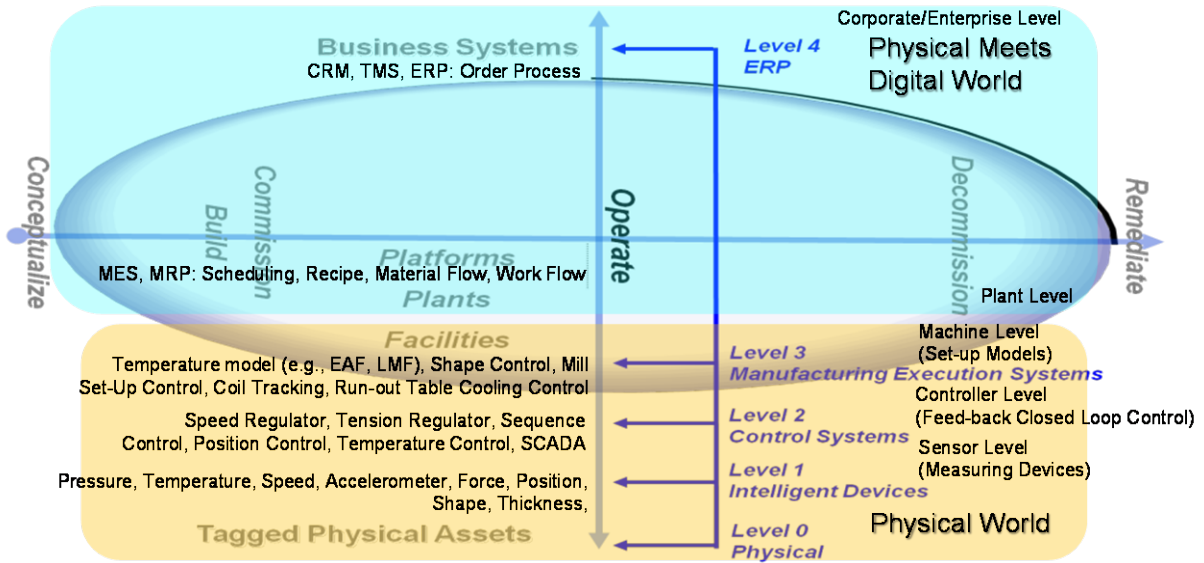 Corporate/Enterprise Level
Business Systems
Level 4
ERP
Physical Meets
Digital World
CRM, TMS, ERP: Order Process
Conceptualize
Build
Commission
Operate
Decommission
Remediate
Platforms
MES, MRP: Scheduling, Recipe, Material Flow, Work Flow
Plants
Plant Level
Facilities
Machine Level
(Set-up Models)
Level 3
Manufacturing Execution Systems
Temperature model (e.g., EAF, LMF), Shape Control, Mill
Set-Up Control, Coil Tracking, Run-out Table Cooling Control
Controller Level
(Feed-back Closed Loop Control)
Level 2
Control Systems
Speed Regulator, Tension Regulator, Sequence
Control, Position Control, Temperature Control, SCADA
Sensor Level
(Measuring Devices)
Level 1
Intelligent Devices
Pressure, Temperature, Speed, Accelerometer, Force, Position,
Shape, Thickness,
Tagged Physical Assets
Level 0
Physical
Physical World